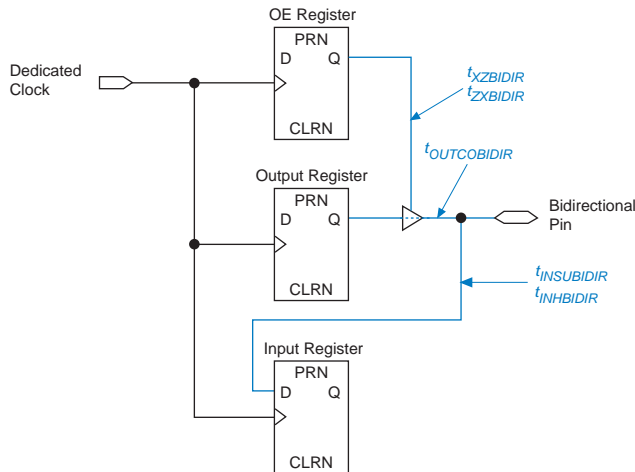 OE Register
PRN
D
Q
CLRN
Dedicated
Clock
tXZBIDIR
tZXBIDIR
tOUTCOBIDIR
Output Register
PRN
D
Q
CLRN
Bidirectional
Pin
tINSUBIDIR
tINHBIDIR
Input Register
PRN
D
Q
CLRN